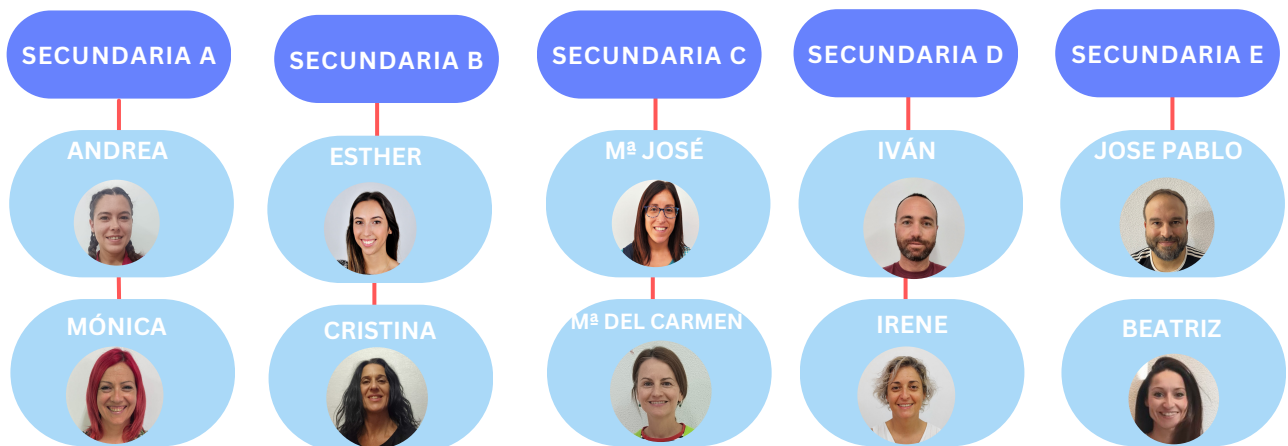 SECUNDARIA A
SECUNDARIA B
SECUNDARIA C
SECUNDARIA D
SECUNDARIA E
ANDREA
ESTHER
Mª JOSÉ
IVÁN
JOSE PABLO
MÓNICA
CRISTINA
Mª DEL CARMEN
IRENE
BEATRIZ